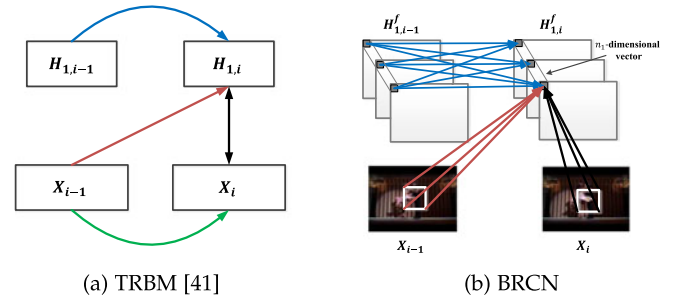 H1,i−1
H1,i
Xi−1
Xi
(a) TRBM [41]
H^f_1,i−1
H^f_1,i
n1-dimensional
vector
Xi−1
Xi
(b) BRCN